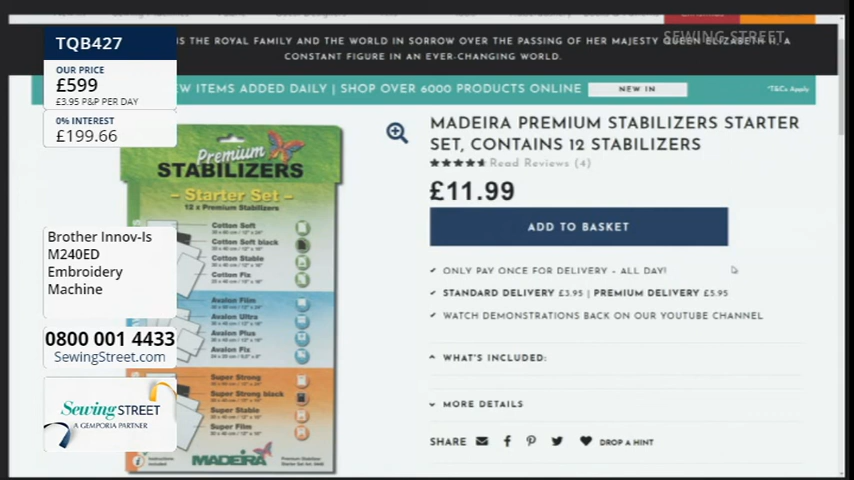 TQB427
OUR PRICE
£599
£3.95 P&P PER DAY
0% INTEREST
£199.66
Brother Innov-Is
M240ED
Embroidery
Machine
0800 001 4433
SewingStreet.com
Sewing STREET
A GEMPORIA PARTNER
SEWING STREET
S THE ROYAL FAMILY AND THE WORLD IN SORROW OVER THE PASSING OF HER MAJESTY QUEEN ELIZABETH II, A
CONSTANT FIGURE IN AN EVER-CHANGING WORLD.
EW ITEMS ADDED DAILY | SHOP OVER 6000 PRODUCTS ONLINE
NEW IN
*T&Cs Apply
Premium
STABILIZERS
Starter Set
12 x Premium Stabilizers
Cotton Soft
Cotton Soft black
Cotton Stable
Cotton Fix
Avalon Film
Avalon Ultra
Avalon Plus
Avalon Fix
Super Strong
Super Strong black
Super Stable
Super Film
MADEIRA
MADEIRA PREMIUM STABILIZERS STARTER
SET, CONTAINS 12 STABILIZERS
Read Reviews (4)
£11.99
ADD TO BASKET
ONLY PAY ONCE FOR DELIVERY - ALL DAY!
STANDARD DELIVERY £3.95 | PREMIUM DELIVERY £5.95
WATCH DEMONSTRATIONS BACK ON OUR YOUTUBE CHANNEL
WHAT'S INCLUDED:
MORE DETAILS
SHARE
DROP A HINT